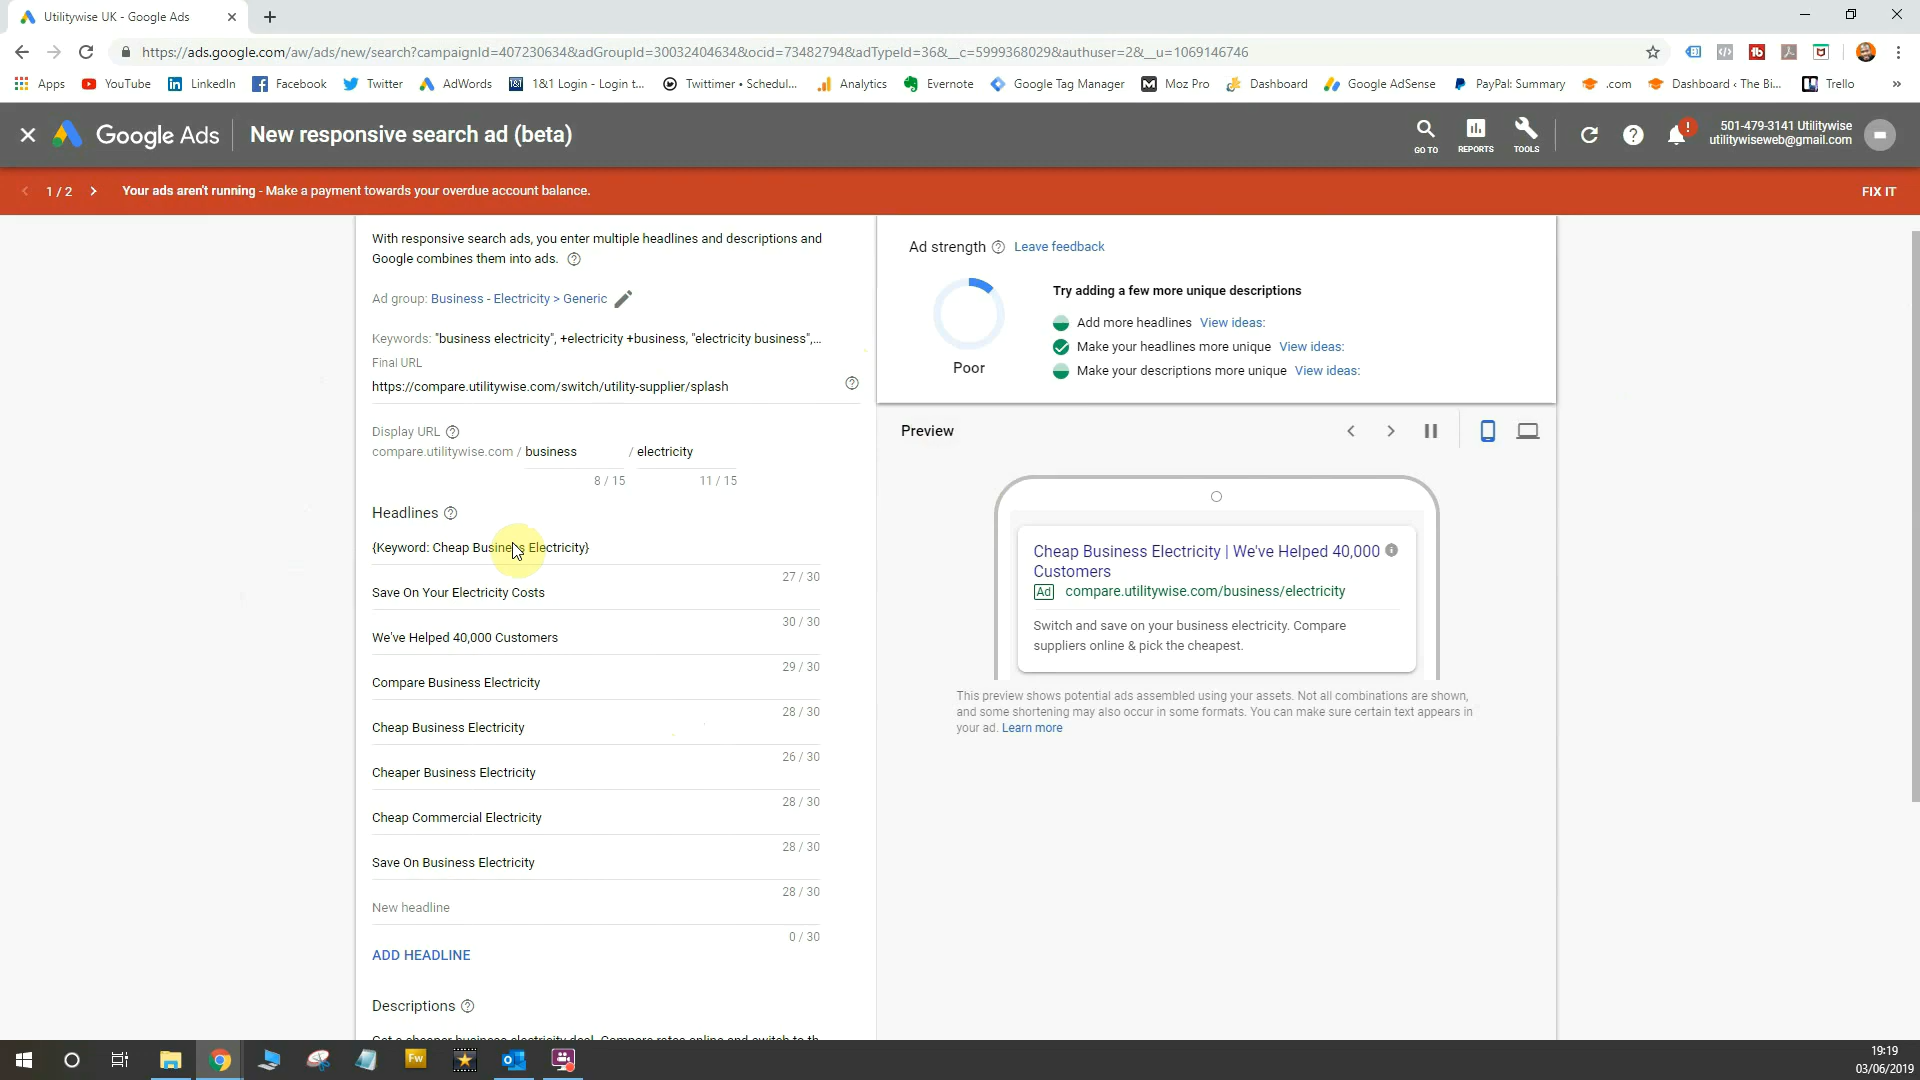 Utilitywise UK - Google Ads
https://ads.google.com/aw/ads/new/search?campaignId=407230634&adGroupId=30032404634&ocid=73482794&adTypeId=36&__c=5999368029&authuser=2&__u=1069146746
Apps YouTube LinkedIn Facebook Twitter AdWords 1&1 Login - Login t... Twittimer • Schedul... Analytics Evernote Google Tag Manager Moz Pro Dashboard Google AdSense PayPal: Summary .com Dashboard ‹ The Bi... Trello »
Google Ads New responsive search ad (beta)
GO TO REPORTS TOOLS
501-479-3141 Utilitywise
utilitywiseweb@gmail.com
1 / 2 Your ads aren't running - Make a payment towards your overdue account balance. FIX IT
With responsive search ads, you enter multiple headlines and descriptions and
Google combines them into ads.
Ad group: Business - Electricity > Generic
Keywords: "business electricity", +electricity +business, "electricity business",...
Final URL
https://compare.utilitywise.com/switch/utility-supplier/splash
Display URL
compare.utilitywise.com / business / electricity
8 / 15 11 / 15
Headlines
{Keyword: Cheap Business Electricity}
27 / 30
Save On Your Electricity Costs
30 / 30
We've Helped 40,000 Customers
29 / 30
Compare Business Electricity
28 / 30
Cheap Business Electricity
26 / 30
Cheaper Business Electricity
28 / 30
Cheap Commercial Electricity
28 / 30
Save On Business Electricity
28 / 30
New headline
0 / 30
ADD HEADLINE
Descriptions
Get a cheaper business electricity deal. Compare rates online and switch to th
Ad strength Leave feedback
Poor
Try adding a few more unique descriptions
Add more headlines View ideas:
Make your headlines more unique View ideas:
Make your descriptions more unique View ideas:
Preview
Cheap Business Electricity | We've Helped 40,000
Customers
Ad compare.utilitywise.com/business/electricity
Switch and save on your business electricity. Compare
suppliers online & pick the cheapest.
This preview shows potential ads assembled using your assets. Not all combinations are shown,
and some shortening may also occur in some formats. You can make sure certain text appears in
your ad. Learn more
Fw
19:19
03/06/2019